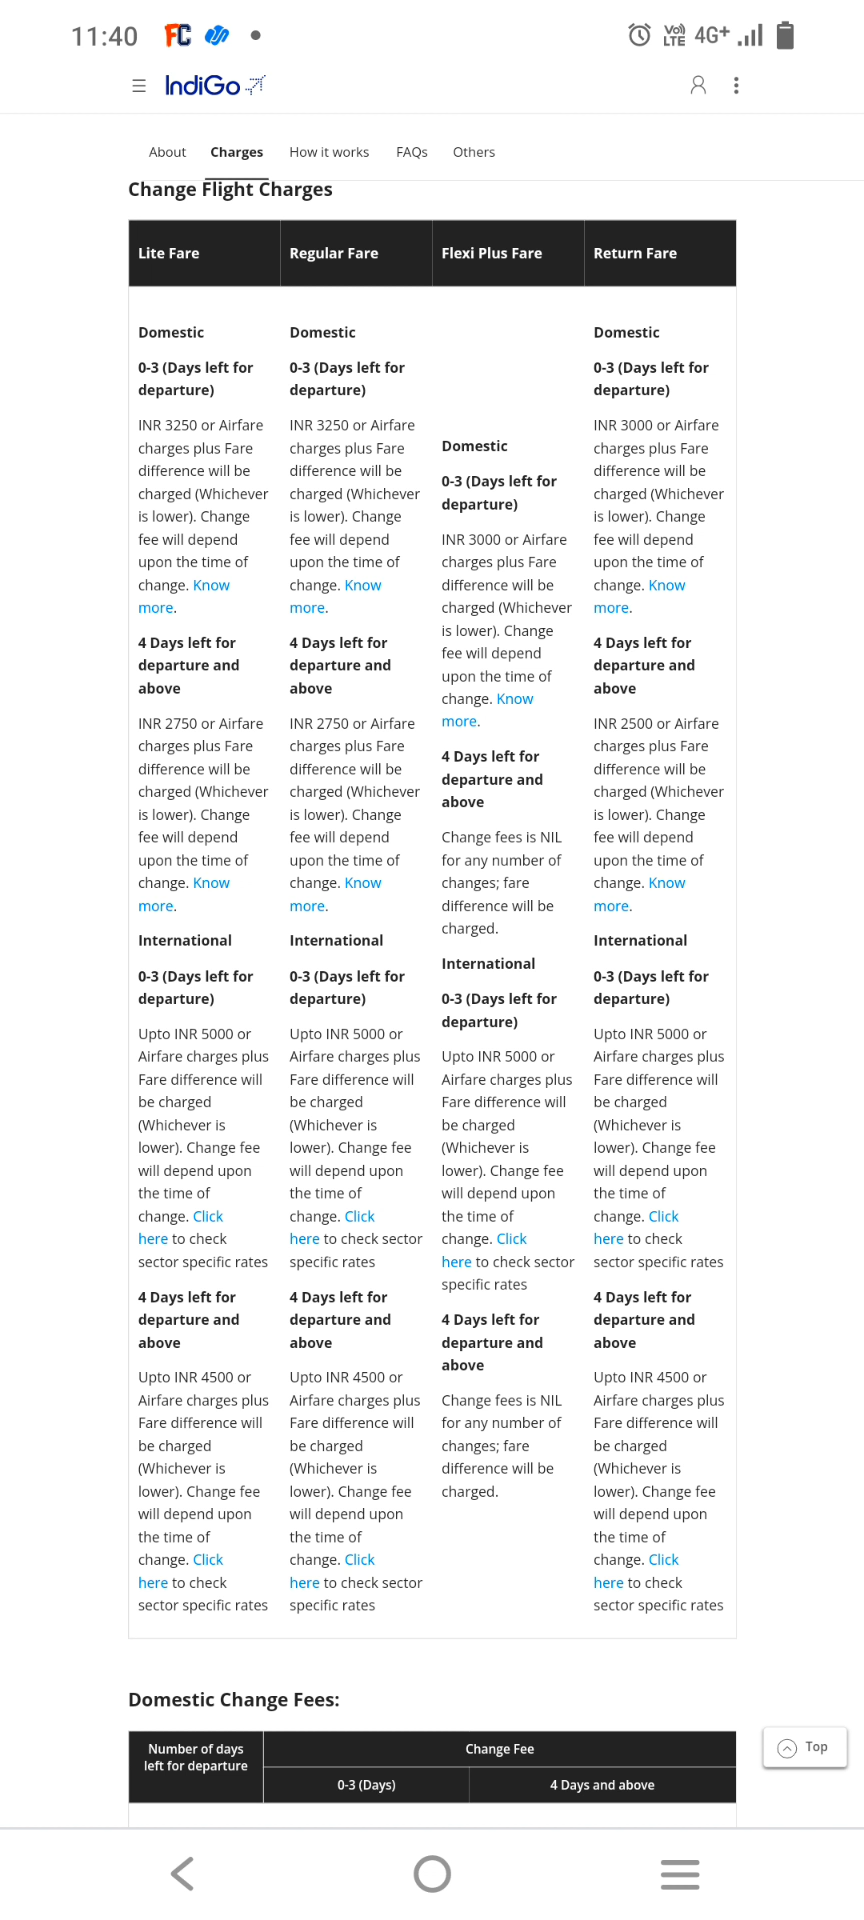 11:40
FC
Vo)
LTE
4G+
IndiGo
About Charges How it works FAQs Others
Change Flight Charges
Lite Fare
Regular Fare
Flexi Plus Fare
Return Fare
Domestic
0-3 (Days left for
departure)
INR 3250 or Airfare
charges plus Fare
difference will be
charged (Whichever
is lower). Change
fee will depend
upon the time of
change. Know
more.
4 Days left for
departure and
above
INR 2750 or Airfare
charges plus Fare
difference will be
charged (Whichever
is lower). Change
fee will depend
upon the time of
change. Know
more.
International
0-3 (Days left for
departure)
Upto INR 5000 or
Airfare charges plus
Fare difference will
be charged
(Whichever is
lower). Change fee
will depend upon
the time of
change. Click
here to check
sector specific rates
4 Days left for
departure and
above
Upto INR 4500 or
Airfare charges plus
Fare difference will
be charged
(Whichever is
lower). Change fee
will depend upon
the time of
change. Click
here to check
sector specific rates
Domestic
0-3 (Days left for
departure)
INR 3250 or Airfare
charges plus Fare
difference will be
charged (Whichever
is lower). Change
fee will depend
upon the time of
change. Know
more.
4 Days left for
departure and
above
INR 2750 or Airfare
charges plus Fare
difference will be
charged (Whichever
is lower). Change
fee will depend
upon the time of
change. Know
more.
International
0-3 (Days left for
departure)
Upto INR 5000 or
Airfare charges plus
Fare difference will
be charged
(Whichever is
lower). Change fee
will depend upon
the time of
change. Click
here to check sector
specific rates
4 Days left for
departure and
above
Upto INR 4500 or
Airfare charges plus
Fare difference will
be charged
(Whichever is
lower). Change fee
will depend upon
the time of
change. Click
here to check sector
specific rates
Domestic
0-3 (Days left for
departure)
INR 3000 or Airfare
charges plus Fare
difference will be
charged (Whichever
is lower). Change
fee will depend
upon the time of
change. Know
more.
4 Days left for
departure and
above
Change fees is NIL
for any number of
changes; fare
difference will be
charged.
International
0-3 (Days left for
departure)
Upto INR 5000 or
Airfare charges plus
Fare difference will
be charged
(Whichever is
lower). Change fee
will depend upon
the time of
change. Click
here to check sector
specific rates
4 Days left for
departure and
above
Change fees is NIL
for any number of
changes; fare
difference will be
charged.
Domestic
0-3 (Days left for
departure)
INR 3000 or Airfare
charges plus Fare
difference will be
charged (Whichever
is lower). Change
fee will depend
upon the time of
change. Know
more.
4 Days left for
departure and
above
INR 2500 or Airfare
charges plus Fare
difference will be
charged (Whichever
is lower). Change
fee will depend
upon the time of
change. Know
more.
International
0-3 (Days left for
departure)
Upto INR 5000 or
Airfare charges plus
Fare difference will
be charged
(Whichever is
lower). Change fee
will depend upon
the time of
change. Click
here to check
sector specific rates
4 Days left for
departure and
above
Upto INR 4500 or
Airfare charges plus
Fare difference will
be charged
(Whichever is
lower). Change fee
will depend upon
the time of
change. Click
here to check
sector specific rates
Domestic Change Fees:
Number of days
left for departure
Change Fee
0-3 (Days)
4 Days and above
Top